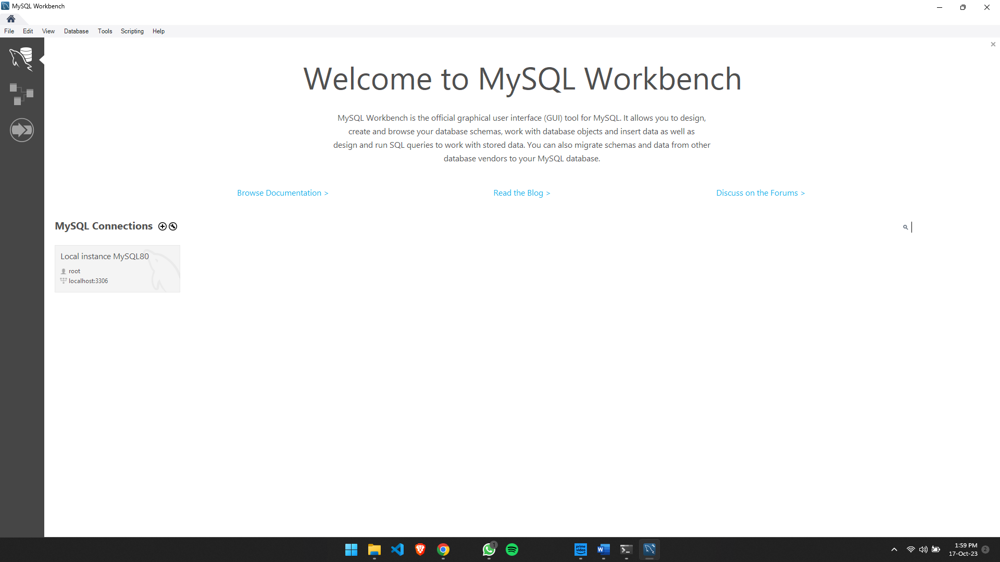 MySQL Workbench
File Edit View Database Tools Scripting Help
Welcome to MySQL Workbench
MySQL Workbench is the official graphical user interface (GUI) tool for MySQL. It allows you to design,
create and browse your database schemas, work with database objects and insert data as well as
design and run SQL queries to work with stored data. You can also migrate schemas and data from other
database vendors to your MySQL database.
Browse Documentation > Read the Blog > Discuss on the Forums >
MySQL Connections
Local instance MySQL80
root
localhost:3306
1
prime video
W
1:59 PM
17-Oct-23
2